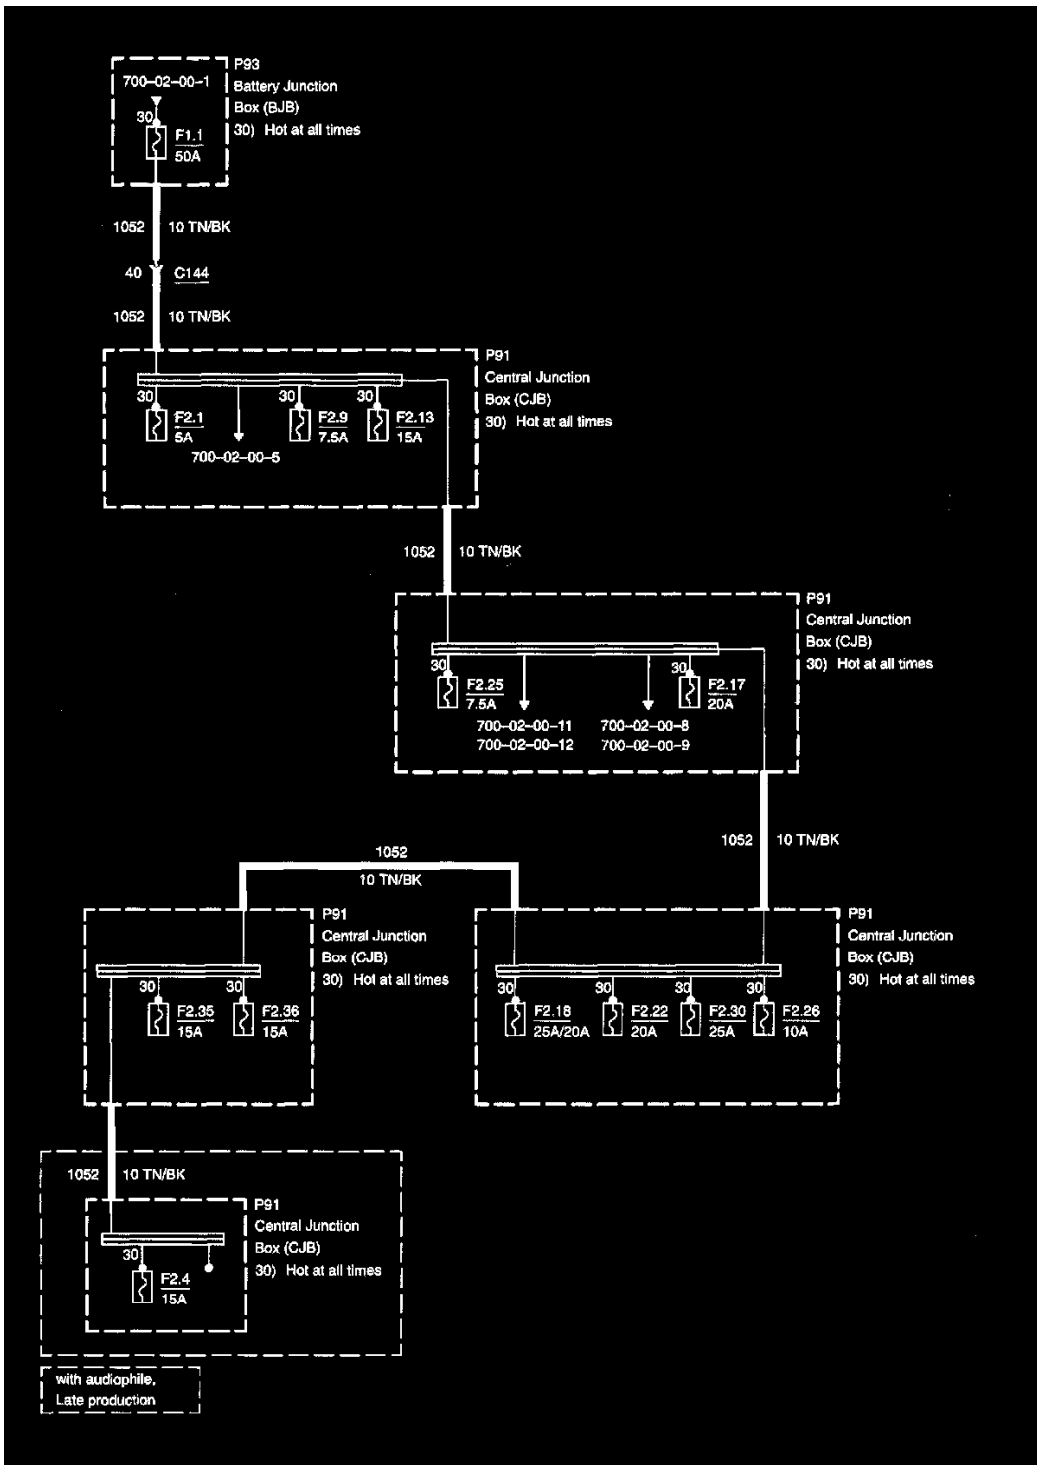 P93
700-02-00-1
Battery Junction
Box (BJB)
30) Hot at all times
30
F1.1
50A
1052
10 TN/BK
40
C144
1052
10 TN/BK
P91
Central Junction
Box (CJB)
30) Hot at all times
30
30
30
F2.1
5A
F2.9
7.5A
F2.13
15A
700-02-00-5
1052
10 TN/BK
P91
Central Junction
Box (CJB)
30) Hot at all times
30
30
F2.25
7.5A
F2.17
20A
700-02-00-11
700-02-00-12
700-02-00-8
700-02-00-9
1052
10 TN/BK
1052
10 TN/BK
P91
Central Junction
Box (CJB)
30) Hot at all times
30
30
F2.35
15A
F2.36
15A
P91
Central Junction
Box (CJB)
30) Hot at all times
30
30
30
30
F2.18
25A/20A
F2.22
20A
F2.30
25A
F2.26
10A
1052
10 TN/BK
P91
Central Junction
Box (CJB)
30) Hot at all times
30
F2.4
15A
with audiophile,
Late production